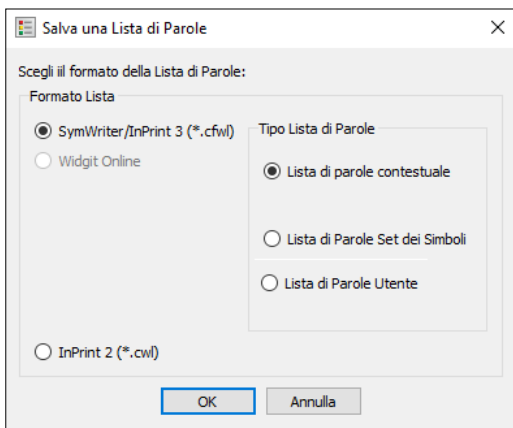 Salva una Lista di Parole
Scegli iil formato della Lista di Parole:
Formato Lista
SymWriter/InPrint 3 (*.cfwl)
Widgit Online
Tipo Lista di Parole
Lista di parole contestuale
Lista di Parole Set dei Simboli
Lista di Parole Utente
InPrint 2 (*.cwl)
OK
Annulla